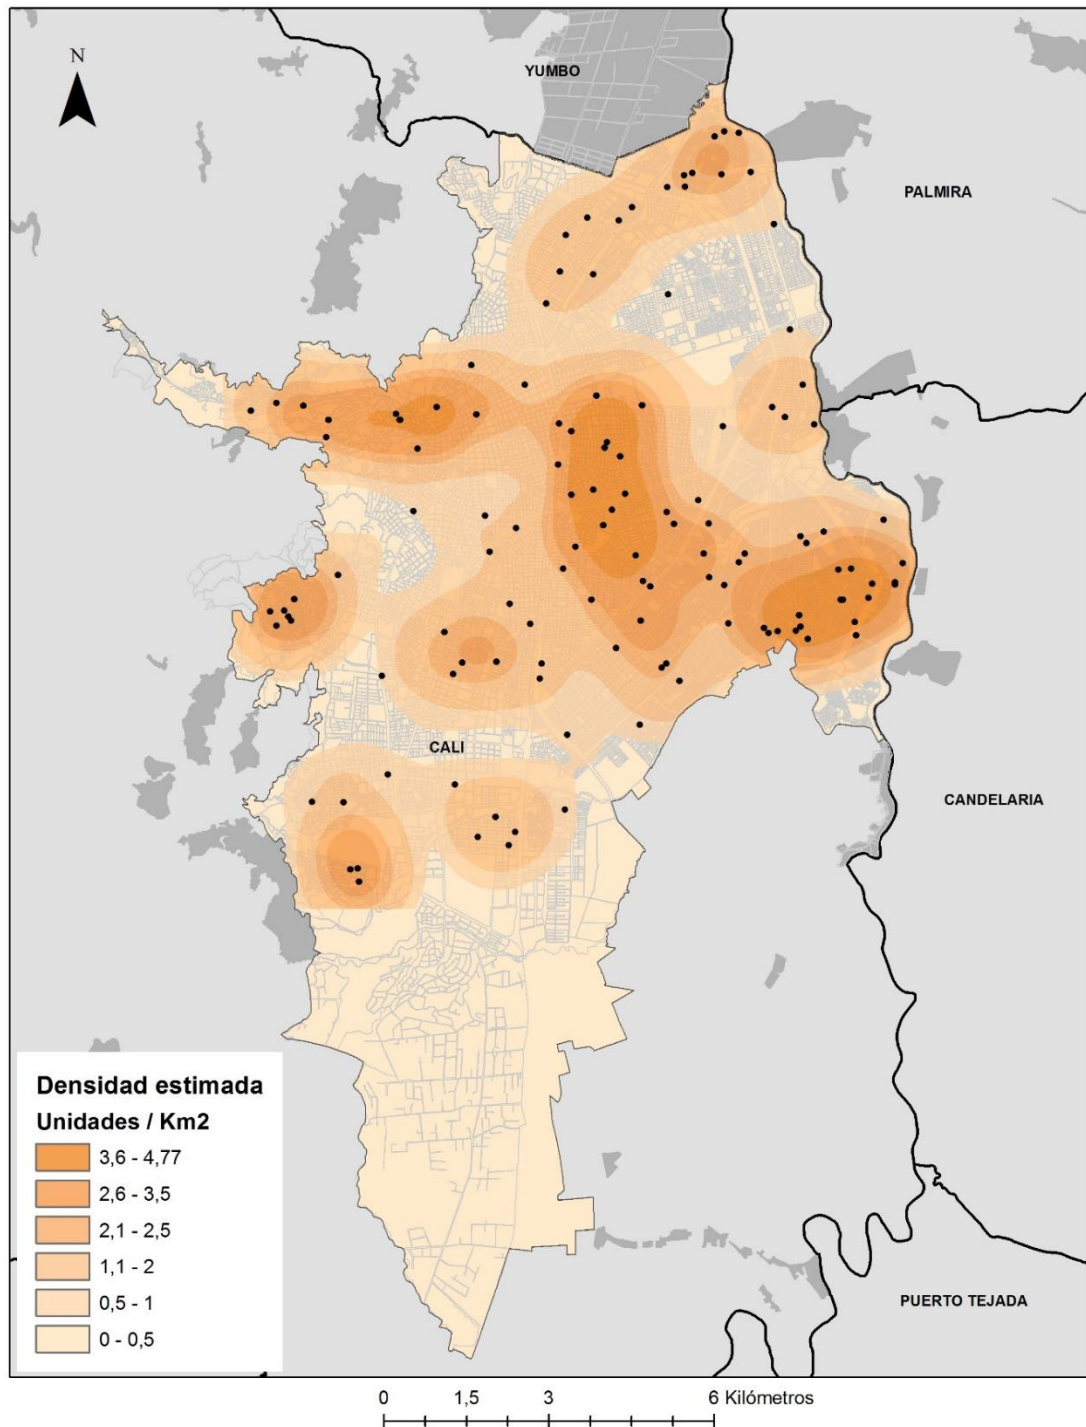 N
YUMBO
PALMIRA
CALI
CANDELARIA
Densidad estimada
Unidades / Km2
3,6 - 4,77
2,6 - 3,5
2,1 - 2,5
1,1 - 2
0,5 - 1
0 - 0,5
PUERTO TEJADA
0 1,5 3 6 Kilómetros